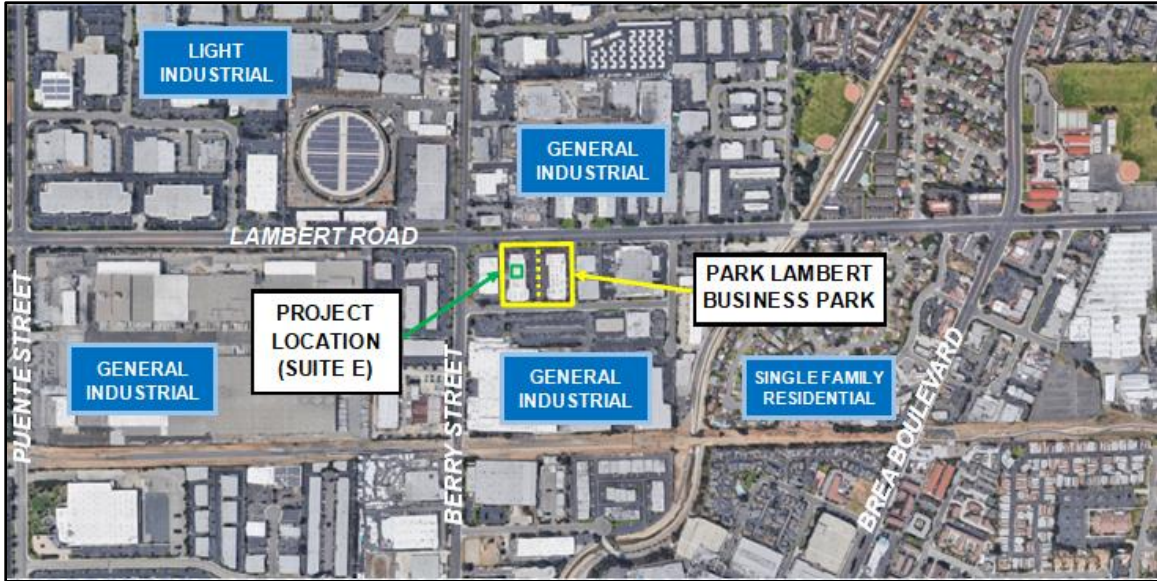 LIGHT
INDUSTRIAL
GENERAL
INDUSTRIAL
LAMBERT ROAD
PUENTE STREET
PROJECT
LOCATION
(SUITE E)
PARK LAMBERT
BUSINESS PARK
GENERAL
INDUSTRIAL
BERRY STREET
GENERAL
INDUSTRIAL
SINGLE FAMILY
RESIDENTIAL
BREA BOULEVARD